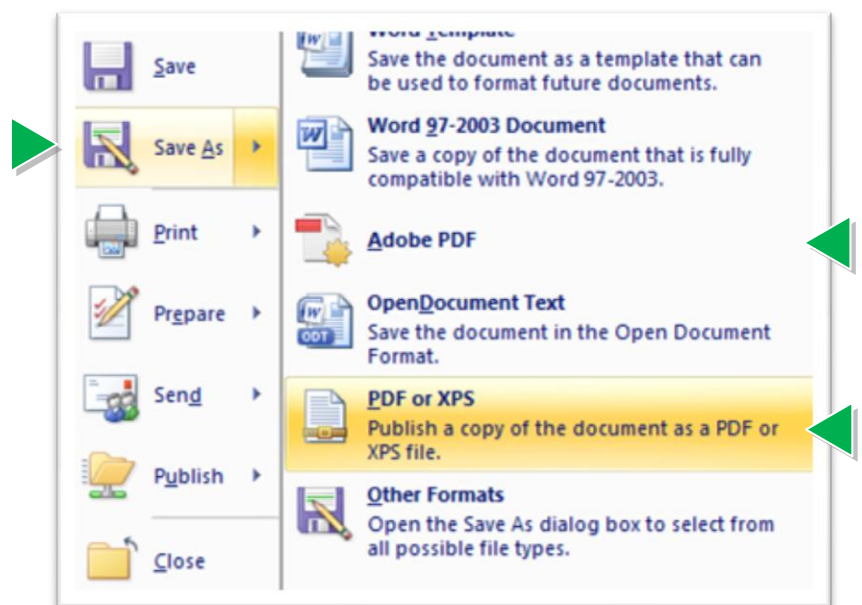 Save
Save As
Print
Prepare
Send
Publish
Close
Word Template
Save the document as a template that can
be used to format future documents.
Word 97-2003 Document
Save a copy of the document that is fully
compatible with Word 97-2003.
Adobe PDF
OpenDocument Text
Save the document in the Open Document
Format.
PDF or XPS
Publish a copy of the document as a PDF or
XPS file.
Other Formats
Open the Save As dialog box to select from
all possible file types.